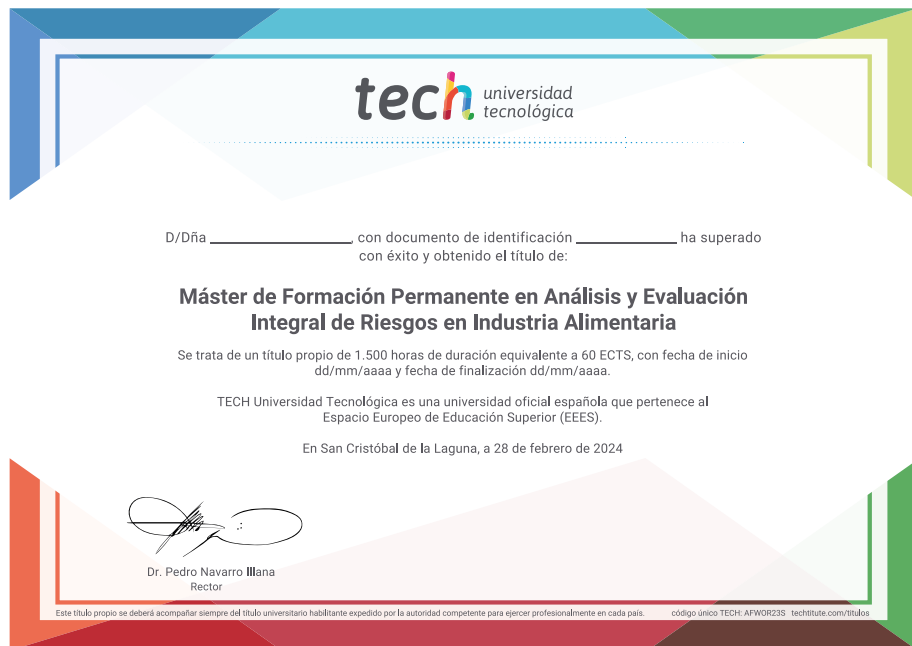 tech universidad
tecnológica
D/Dña ______________, con documento de identificación __________ ha superado
con éxito y obtenido el título de:
Máster de Formación Permanente en Análisis y Evaluación
Integral de Riesgos en Industria Alimentaria
Se trata de un título propio de 1.500 horas de duración equivalente a 60 ECTS, con fecha de inicio
dd/mm/aaaa y fecha de finalización dd/mm/aaaa.
TECH Universidad Tecnológica es una universidad oficial española que pertenece al
Espacio Europeo de Educación Superior (EEES).
En San Cristóbal de la Laguna, a 28 de febrero de 2024
Dr. Pedro Navarro Illana
Rector
Este título propio se deberá acompañar siempre del título universitario habilitante expedido por la autoridad competente para ejercer profesionalmente en cada país. código único TECH: AFWOR23S techtitute.com/titulos